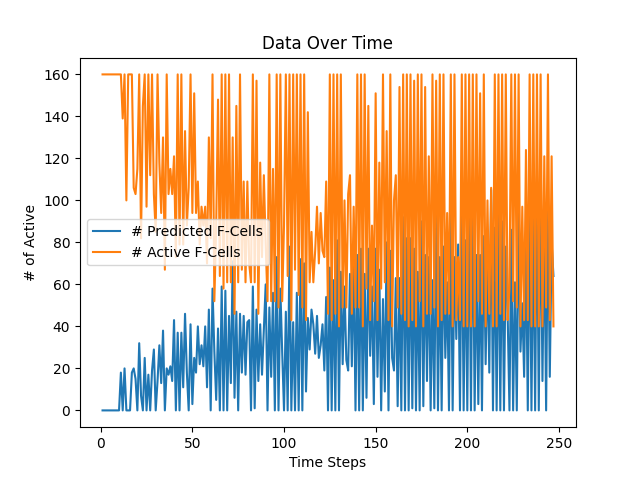 Data Over Time
160
140
120
100
80
60
40
20
0
# of Active
# Predicted F-Cells
# Active F-Cells
0 50 100 150 200 250
Time Steps